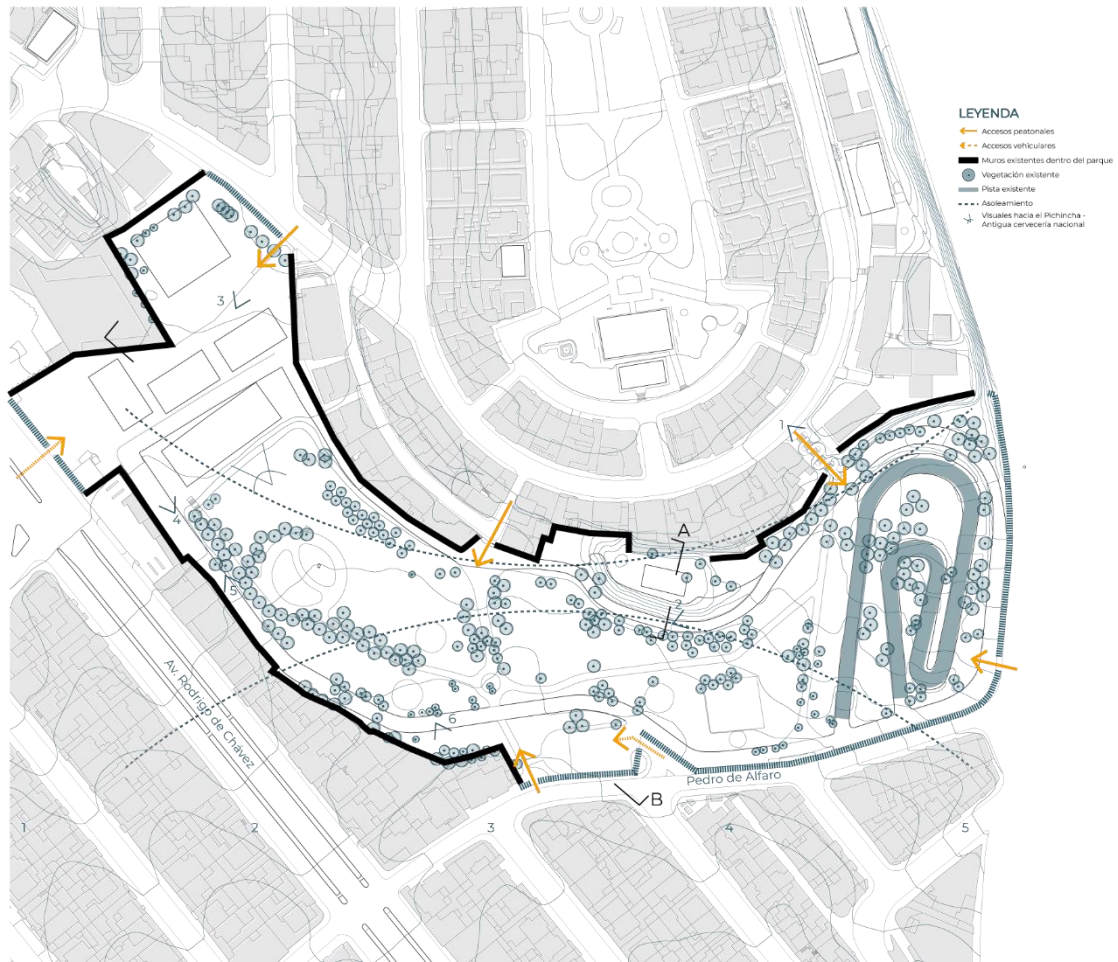 LEYENDA
Accesos peatonales
Accesos vehículares
Muros existentes dentro del parque
Vegetación existente
Pista existente
Asoleamiento
Visuales hacia el Pichincha -
Antigua cervecería nacional
3
1
4
A
2
5
Av. Rodrigo de Chávez
6
Pedro de Alfaro
B
1
2
3
4
5